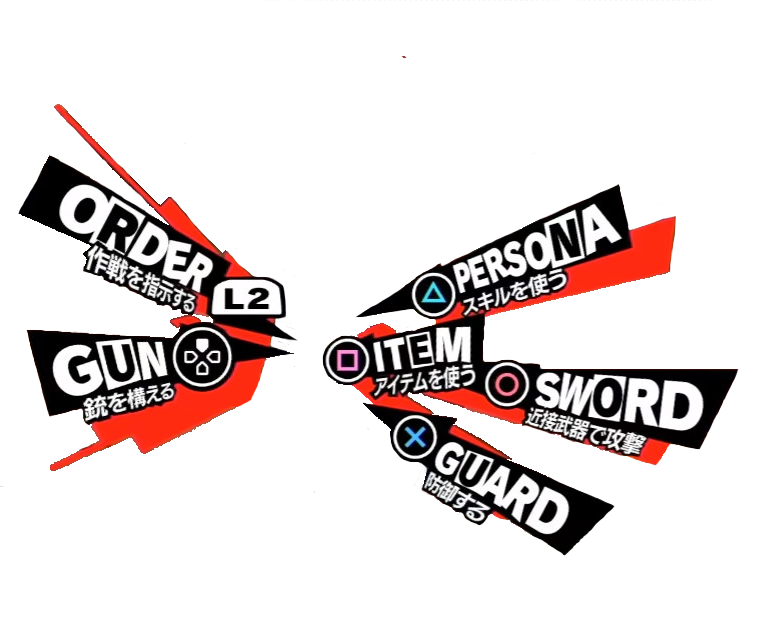 ORDER
作戦を指示する
L2
GUN
銃を構える
PERSONA
スキルを使う
ITEM
アイテムを使う
SWORD
近接武器で攻撃
GUARD
防御する